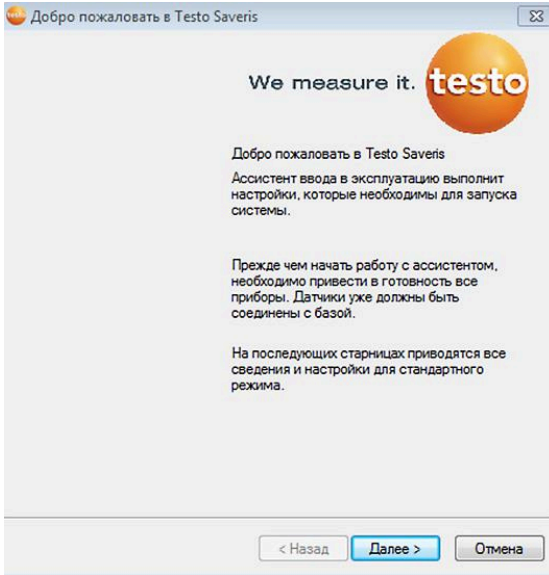 Добро пожаловать в Testo Saveris
We measure it. testo
Добро пожаловать в Testo Saveris
Ассистент ввода в эксплуатацию выполнит
настройки, которые необходимы для запуска
системы.
Прежде чем начать работу с ассистентом,
необходимо привести в готовность все
приборы. Датчики уже должны быть
соединены с базой.
На последующих старницах приводятся все
сведения и настройки для стандартного
режима.
< Назад Далее > Отмена